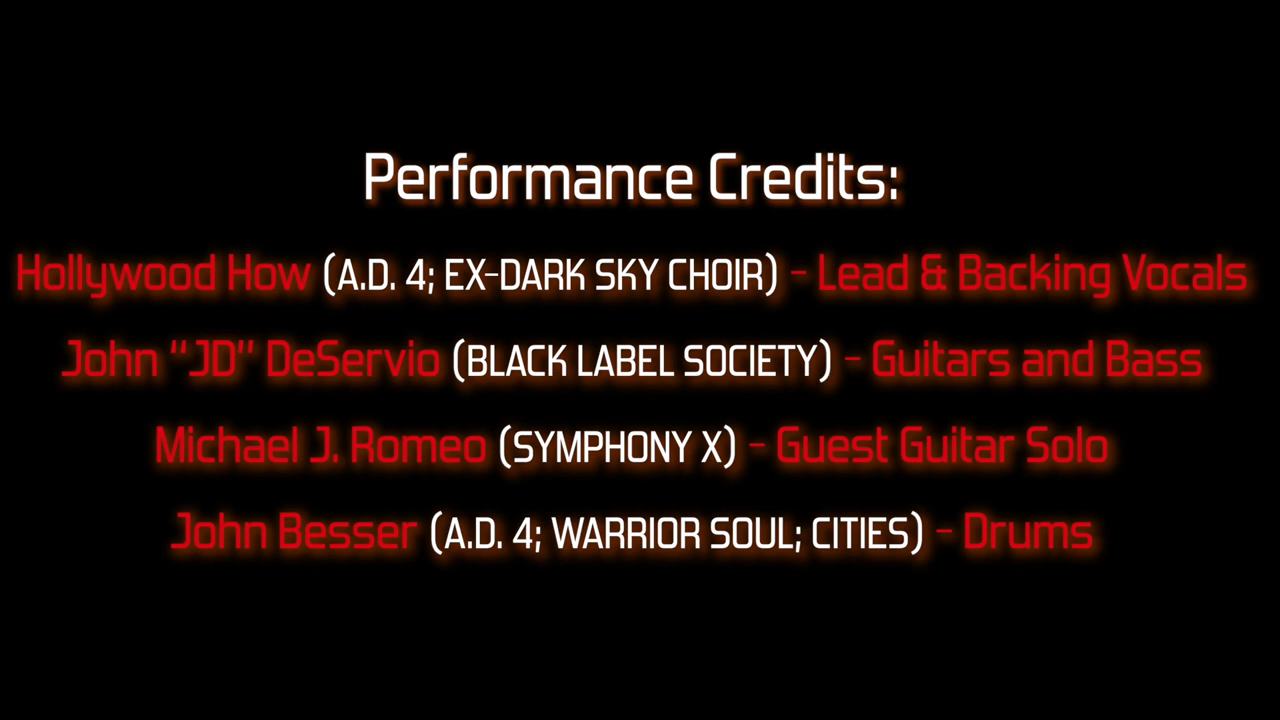 Performance Credits:
Hollywood How (A.D. 4; EX-DARK SKY CHOIR) - Lead & Backing Vocals
John "JD" DeServio (BLACK LABEL SOCIETY) - Guitars and Bass
Michael J. Romeo (SYMPHONY X) - Guest Guitar Solo
John Besser (A.D. 4; WARRIOR SOUL; CITIES) - Drums